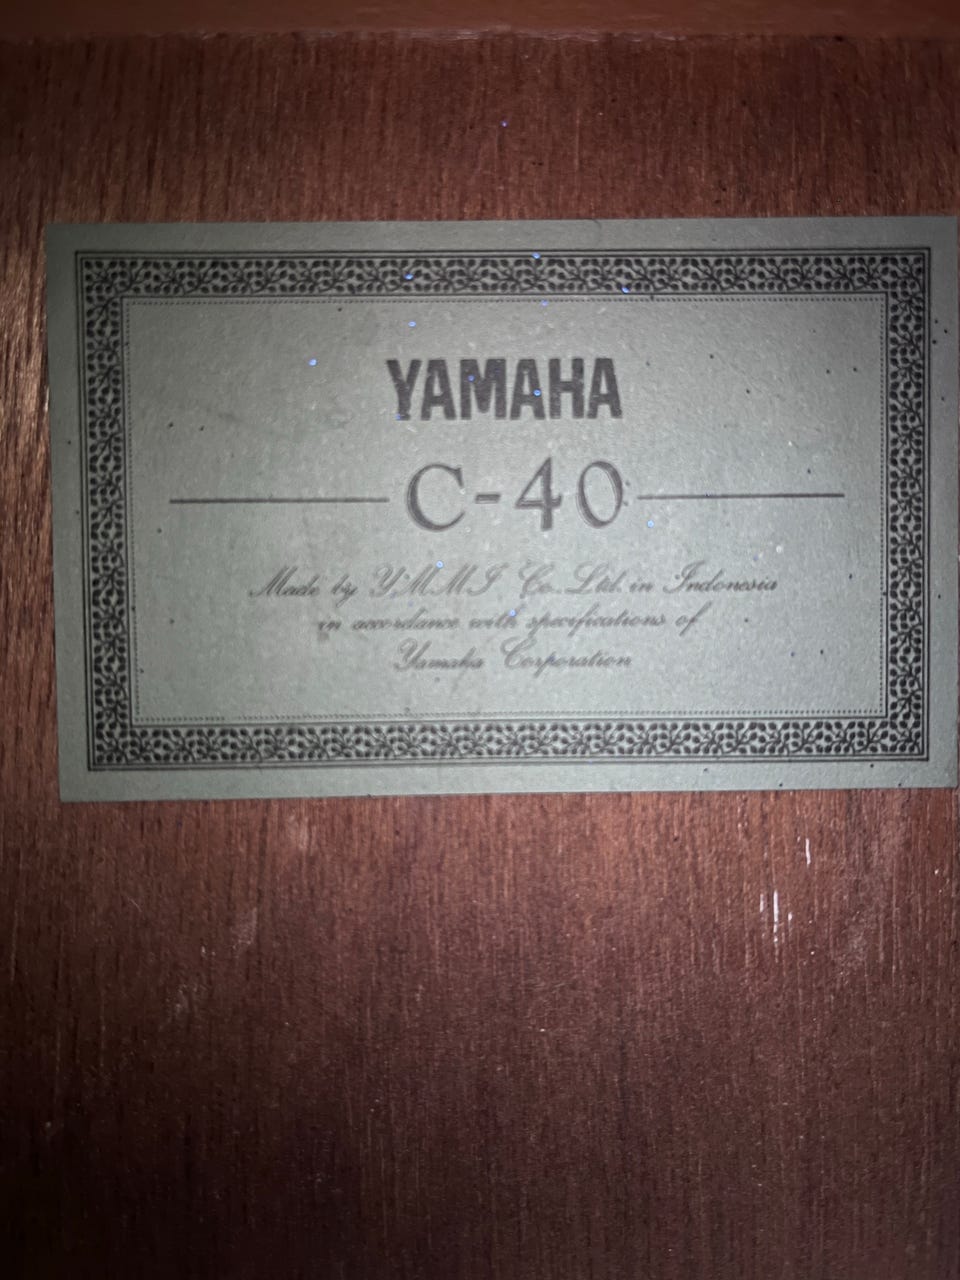 YAMAHA
C-40
Made by YMMI Co. Ltd. in Indonesia
in accordance with specifications of
Yamaha Corporation